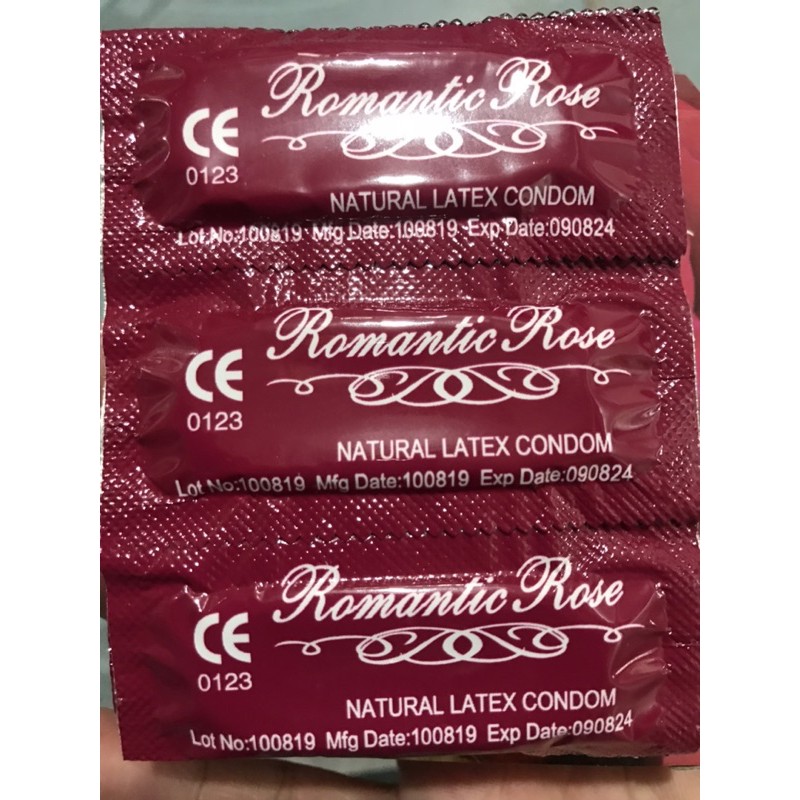 Romantic Rose
CE
0123
NATURAL LATEX CONDOM
Lot No:100819 Mfg Date:100819 Exp Date:090824
Romantic Rose
CE
0123
NATURAL LATEX CONDOM
Lot No:100819 Mfg Date:100819 Exp Date:090824
Romantic Rose
CE
0123
NATURAL LATEX CONDOM
Lot No:100819 Mfg Date:100819 Exp Date:090824